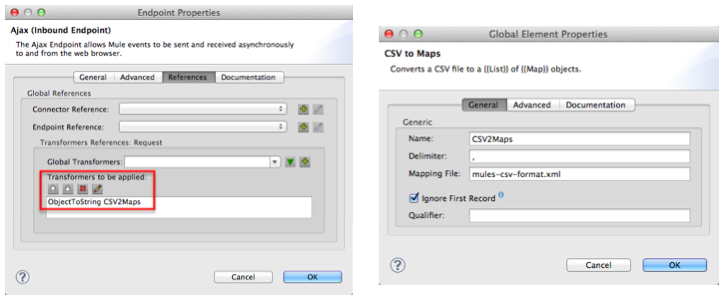 Endpoint Properties
Ajax (Inbound Endpoint)
The Ajax Endpoint allows Mule events to be sent and received asynchronously
to and from the web browser.
General Advanced References Documentation
Global References
Connector Reference:
Endpoint Reference:
Transformers References: Request
Global Transformers:
Transformers to be applied:
ObjectToString CSV2Maps
? Cancel OK
Global Element Properties
CSV to Maps
Converts a CSV file to a {{List}} of {{Map}} objects.
General Advanced Documentation
Generic
Name: CSV2Maps
Delimiter: ,
Mapping File: mules-csv-format.xml
Ignore First Record
Qualifier:
? Cancel OK